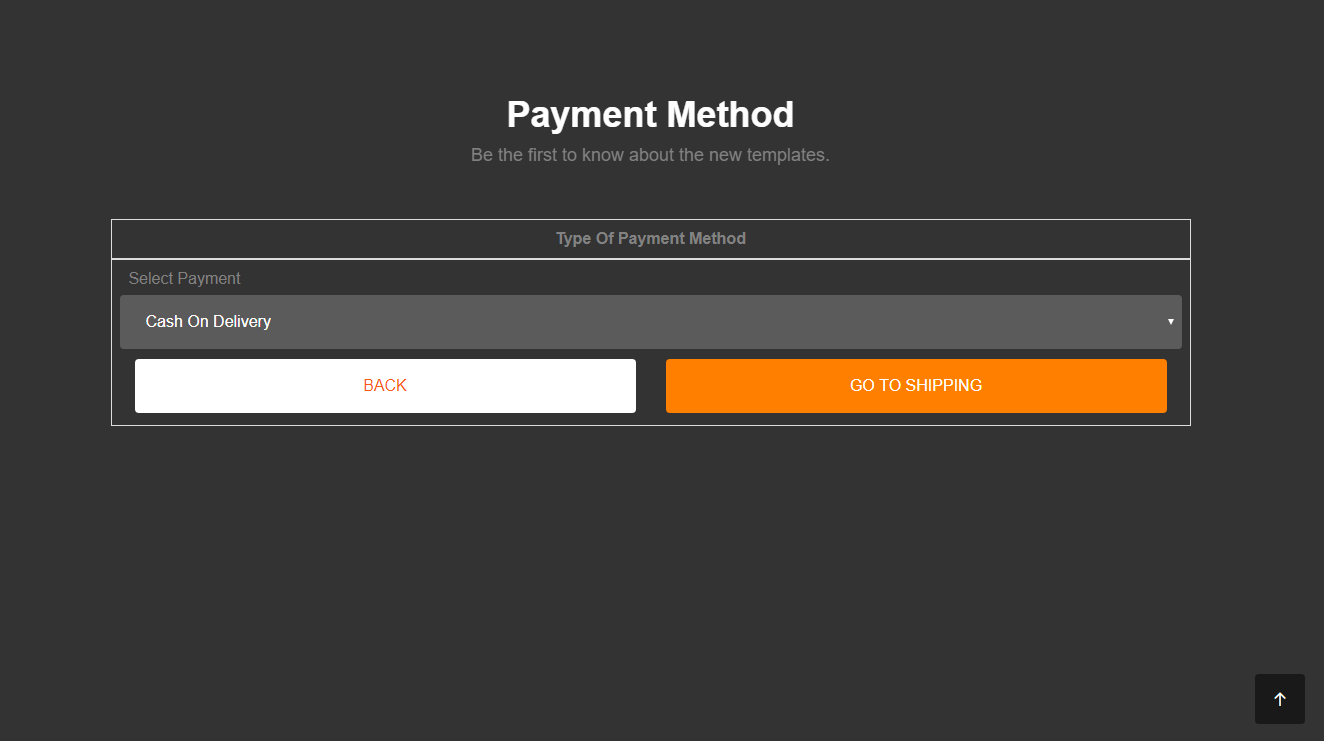 Payment Method
Be the first to know about the new templates.
Type Of Payment Method
Select Payment
Cash On Delivery
BACK
GO TO SHIPPING